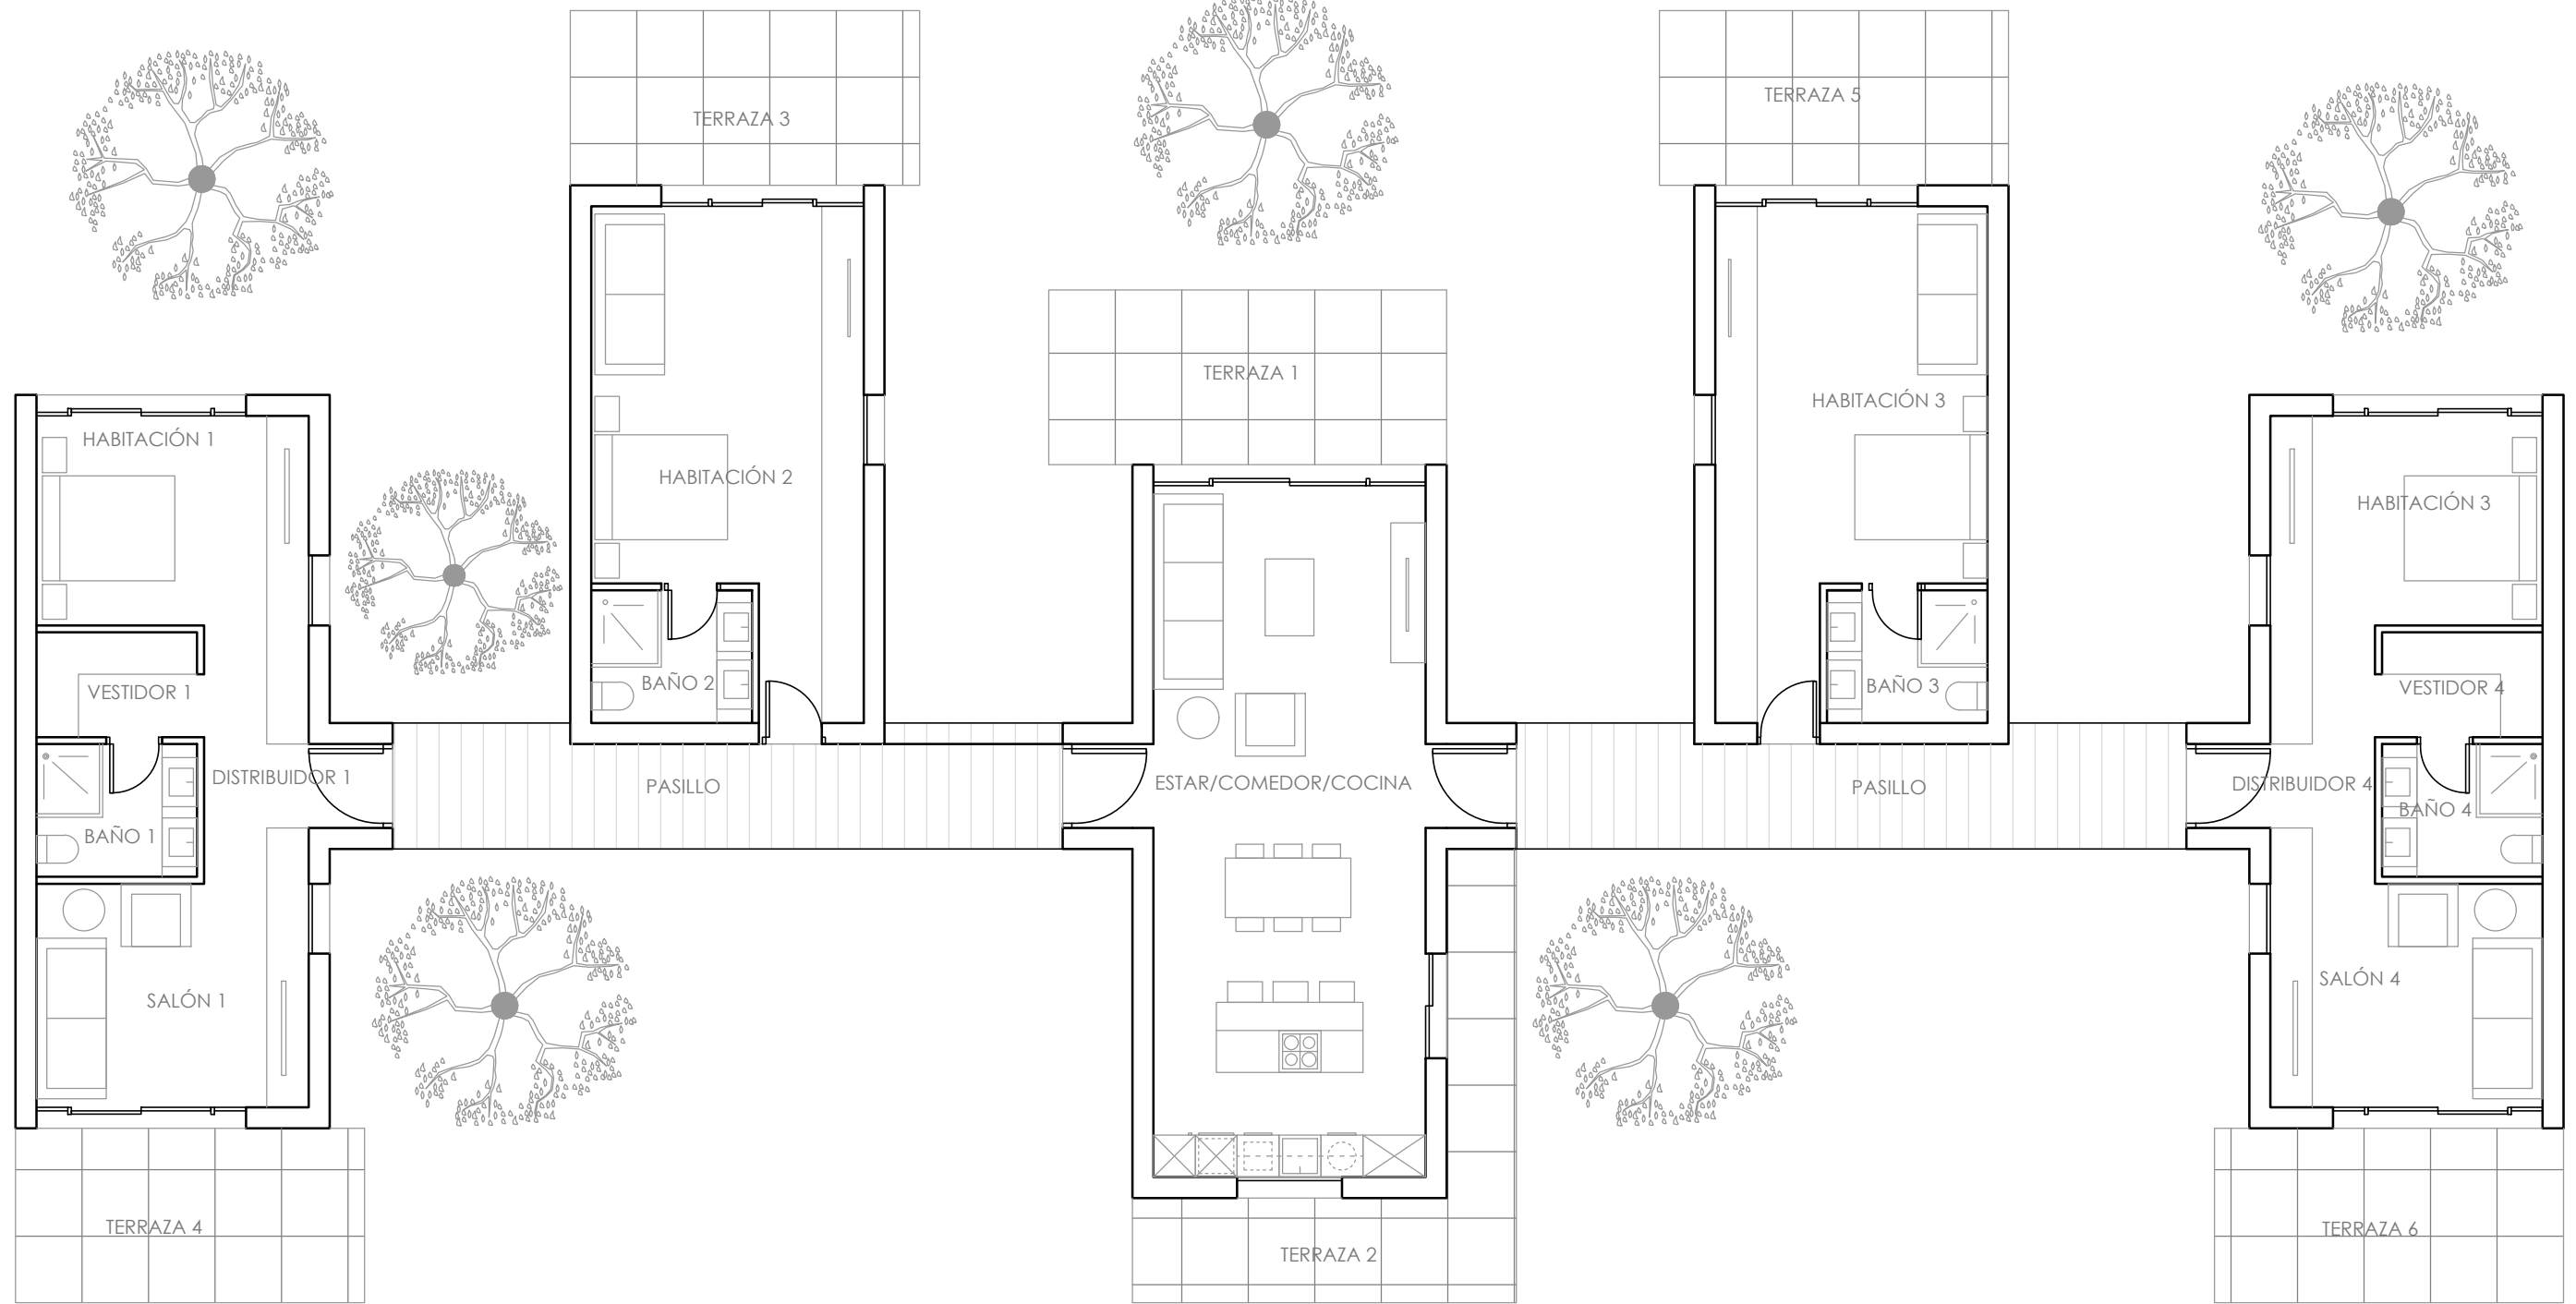 TERRAZA 3
TERRAZA 5
TERRAZA 1
HABITACIÓN 1
HABITACIÓN 2
HABITACIÓN 3
HABITACIÓN 3
VESTIDOR 1
BAÑO 2
BAÑO 3
VESTIDOR 4
DISTRIBUIDOR 1
PASILLO
ESTAR/COMEDOR/COCINA
PASILLO
DISTRIBUIDOR 4
BAÑO 1
BAÑO 4
SALÓN 1
SALÓN 4
TERRAZA 4
TERRAZA 2
TERRAZA 6